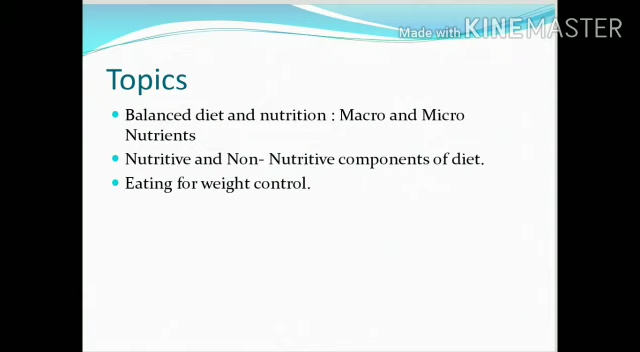 Made with KINEMASTER
Topics
Balanced diet and nutrition : Macro and Micro
Nutrients
Nutritive and Non- Nutritive components of diet.
Eating for weight control.